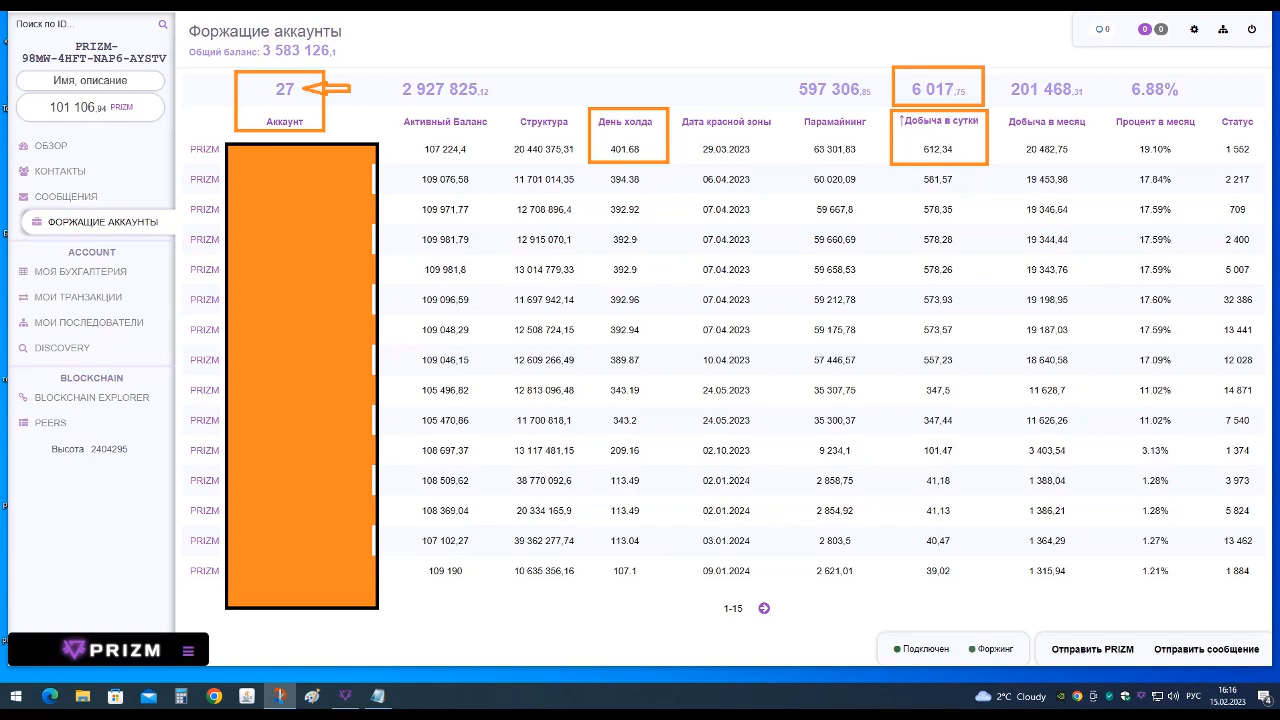 Поиск по ID...
PRIZM-
98MW-4HFT-NAP6-AYSTV
Имя, описание
101 106,94 PRIZM
ОБЗОР
КОНТАКТЫ
СООБЩЕНИЯ
ФОРЖАЩИЕ АККАУНТЫ
ACCOUNT
МОЯ БУХГАЛТЕРИЯ
МОИ ТРАНЗАКЦИИ
МОИ ПОСЛЕДОВАТЕЛИ
DISCOVERY
BLOCKCHAIN
BLOCKCHAIN EXPLORER
PEERS
Высота 2404295
PRIZM
Форжащие аккаунты
Общий баланс: 3 583 126,1
0 0 0
27 2 927 825,12 597 306,85 6 017,75 201 468,31 6.88%
Аккаунт Активный Баланс Структура День холда Дата красной зоны Парамайнинг ↑Добыча в сутки Добыча в месяц Процент в месяц Статус
PRIZM 107 224,4 20 440 375,31 401.68 29.03.2023 63 301,83 612,34 20 482,75 19.10% 1 552
PRIZM 109 076,58 11 701 014,35 394.38 06.04.2023 60 020,09 581,57 19 453,98 17.84% 2 217
PRIZM 109 971,77 12 708 896,4 392.92 07.04.2023 59 667,8 578,35 19 346,64 17.59% 709
PRIZM 109 981,79 12 915 070,1 392.9 07.04.2023 59 660,69 578,28 19 344,44 17.59% 2 400
PRIZM 109 981,8 13 014 779,33 392.9 07.04.2023 59 658,53 578,26 19 343,76 17.59% 5 007
PRIZM 109 096,59 11 697 942,14 392.96 07.04.2023 59 212,78 573,93 19 198,95 17.60% 32 386
PRIZM 109 048,29 12 508 724,15 392.94 07.04.2023 59 175,78 573,57 19 187,03 17.59% 13 441
PRIZM 109 046,15 12 609 266,49 389.87 10.04.2023 57 446,57 557,23 18 640,58 17.09% 12 028
PRIZM 105 496,82 12 813 096,48 343.19 24.05.2023 35 307,75 347,5 11 628,7 11.02% 14 871
PRIZM 105 470,86 11 700 818,1 343.2 24.05.2023 35 300,37 347,44 11 626,26 11.02% 7 540
PRIZM 108 697,37 13 117 481,15 209.16 02.10.2023 9 234,1 101,47 3 403,54 3.13% 1 374
PRIZM 108 509,62 38 770 092,6 113.49 02.01.2024 2 858,75 41,18 1 388,04 1.28% 3 973
PRIZM 108 369,04 20 334 165,9 113.49 02.01.2024 2 854,92 41,13 1 386,21 1.28% 5 824
PRIZM 107 102,27 39 362 277,74 113.04 03.01.2024 2 803,5 40,47 1 364,29 1.27% 13 462
PRIZM 109 190 10 635 356,16 107.1 09.01.2024 2 621,01 39,02 1 315,94 1.21% 1 884
1-15
Подключен Форжинг Отправить PRIZM Отправить сообщение
2°C Cloudy РУС 16:16
15.02.2023 4